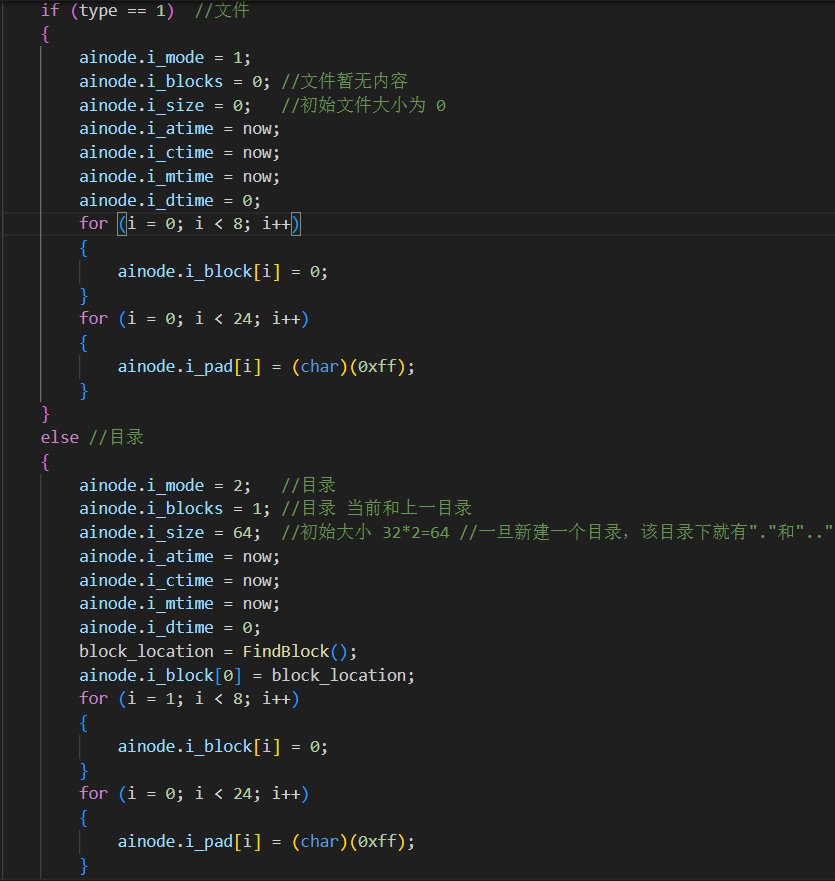 if (type == 1)  //文件
{
    ainode.i_mode = 1;
    ainode.i_blocks = 0; //文件暂无内容
    ainode.i_size = 0;   //初始文件大小为 0
    ainode.i_atime = now;
    ainode.i_ctime = now;
    ainode.i_mtime = now;
    ainode.i_dtime = 0;
    for (i = 0; i < 8; i++)
    {
        ainode.i_block[i] = 0;
    }
    for (i = 0; i < 24; i++)
    {
        ainode.i_pad[i] = (char)(0xff);
    }
}
else //目录
{
    ainode.i_mode = 2;   //目录
    ainode.i_blocks = 1; //目录 当前和上一目录
    ainode.i_size = 64;  //初始大小 32*2=64 //一旦新建一个目录，该目录下就有"."和".."
    ainode.i_atime = now;
    ainode.i_ctime = now;
    ainode.i_mtime = now;
    ainode.i_dtime = 0;
    block_location = FindBlock();
    ainode.i_block[0] = block_location;
    for (i = 1; i < 8; i++)
    {
        ainode.i_block[i] = 0;
    }
    for (i = 0; i < 24; i++)
    {
        ainode.i_pad[i] = (char)(0xff);
    }